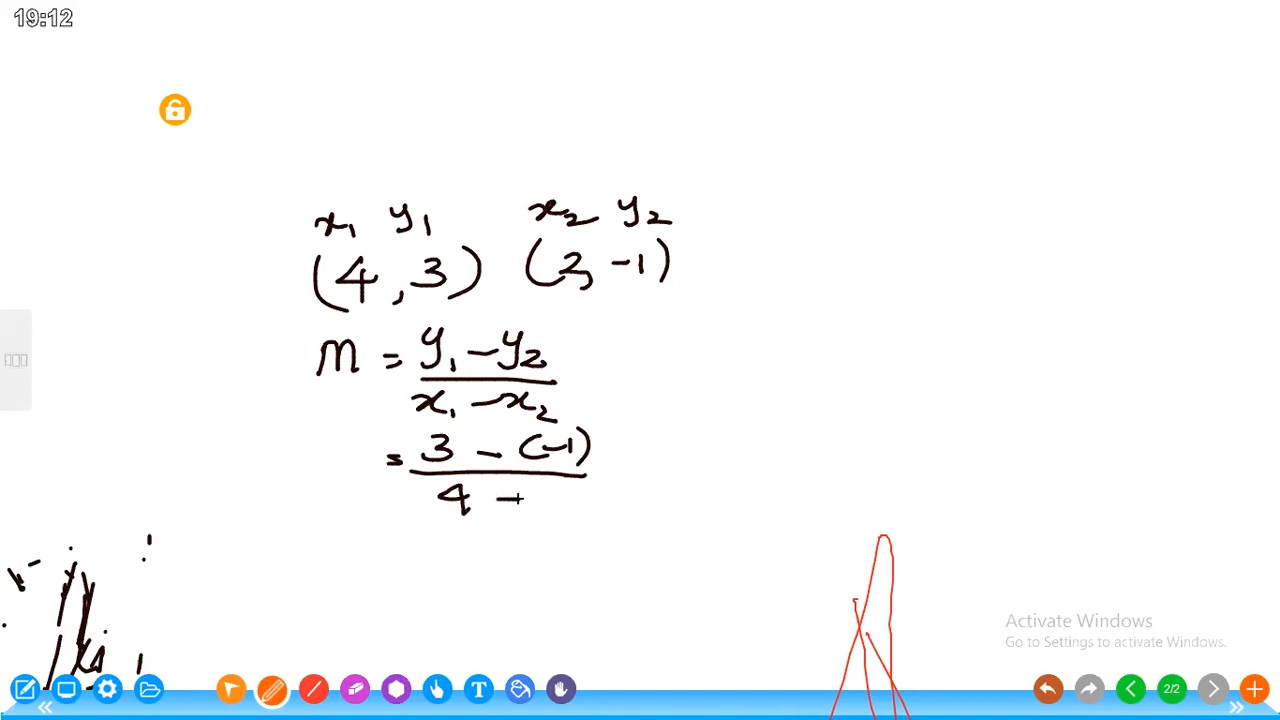 19:12
x₁ y₁ x₂ y₂
(4,3) (2,-1)
m = y₁ - y₂
x₁ - x₂
= 3 - (-1)
4 -
Activate Windows
Go to Settings to activate Windows.
T 2/2